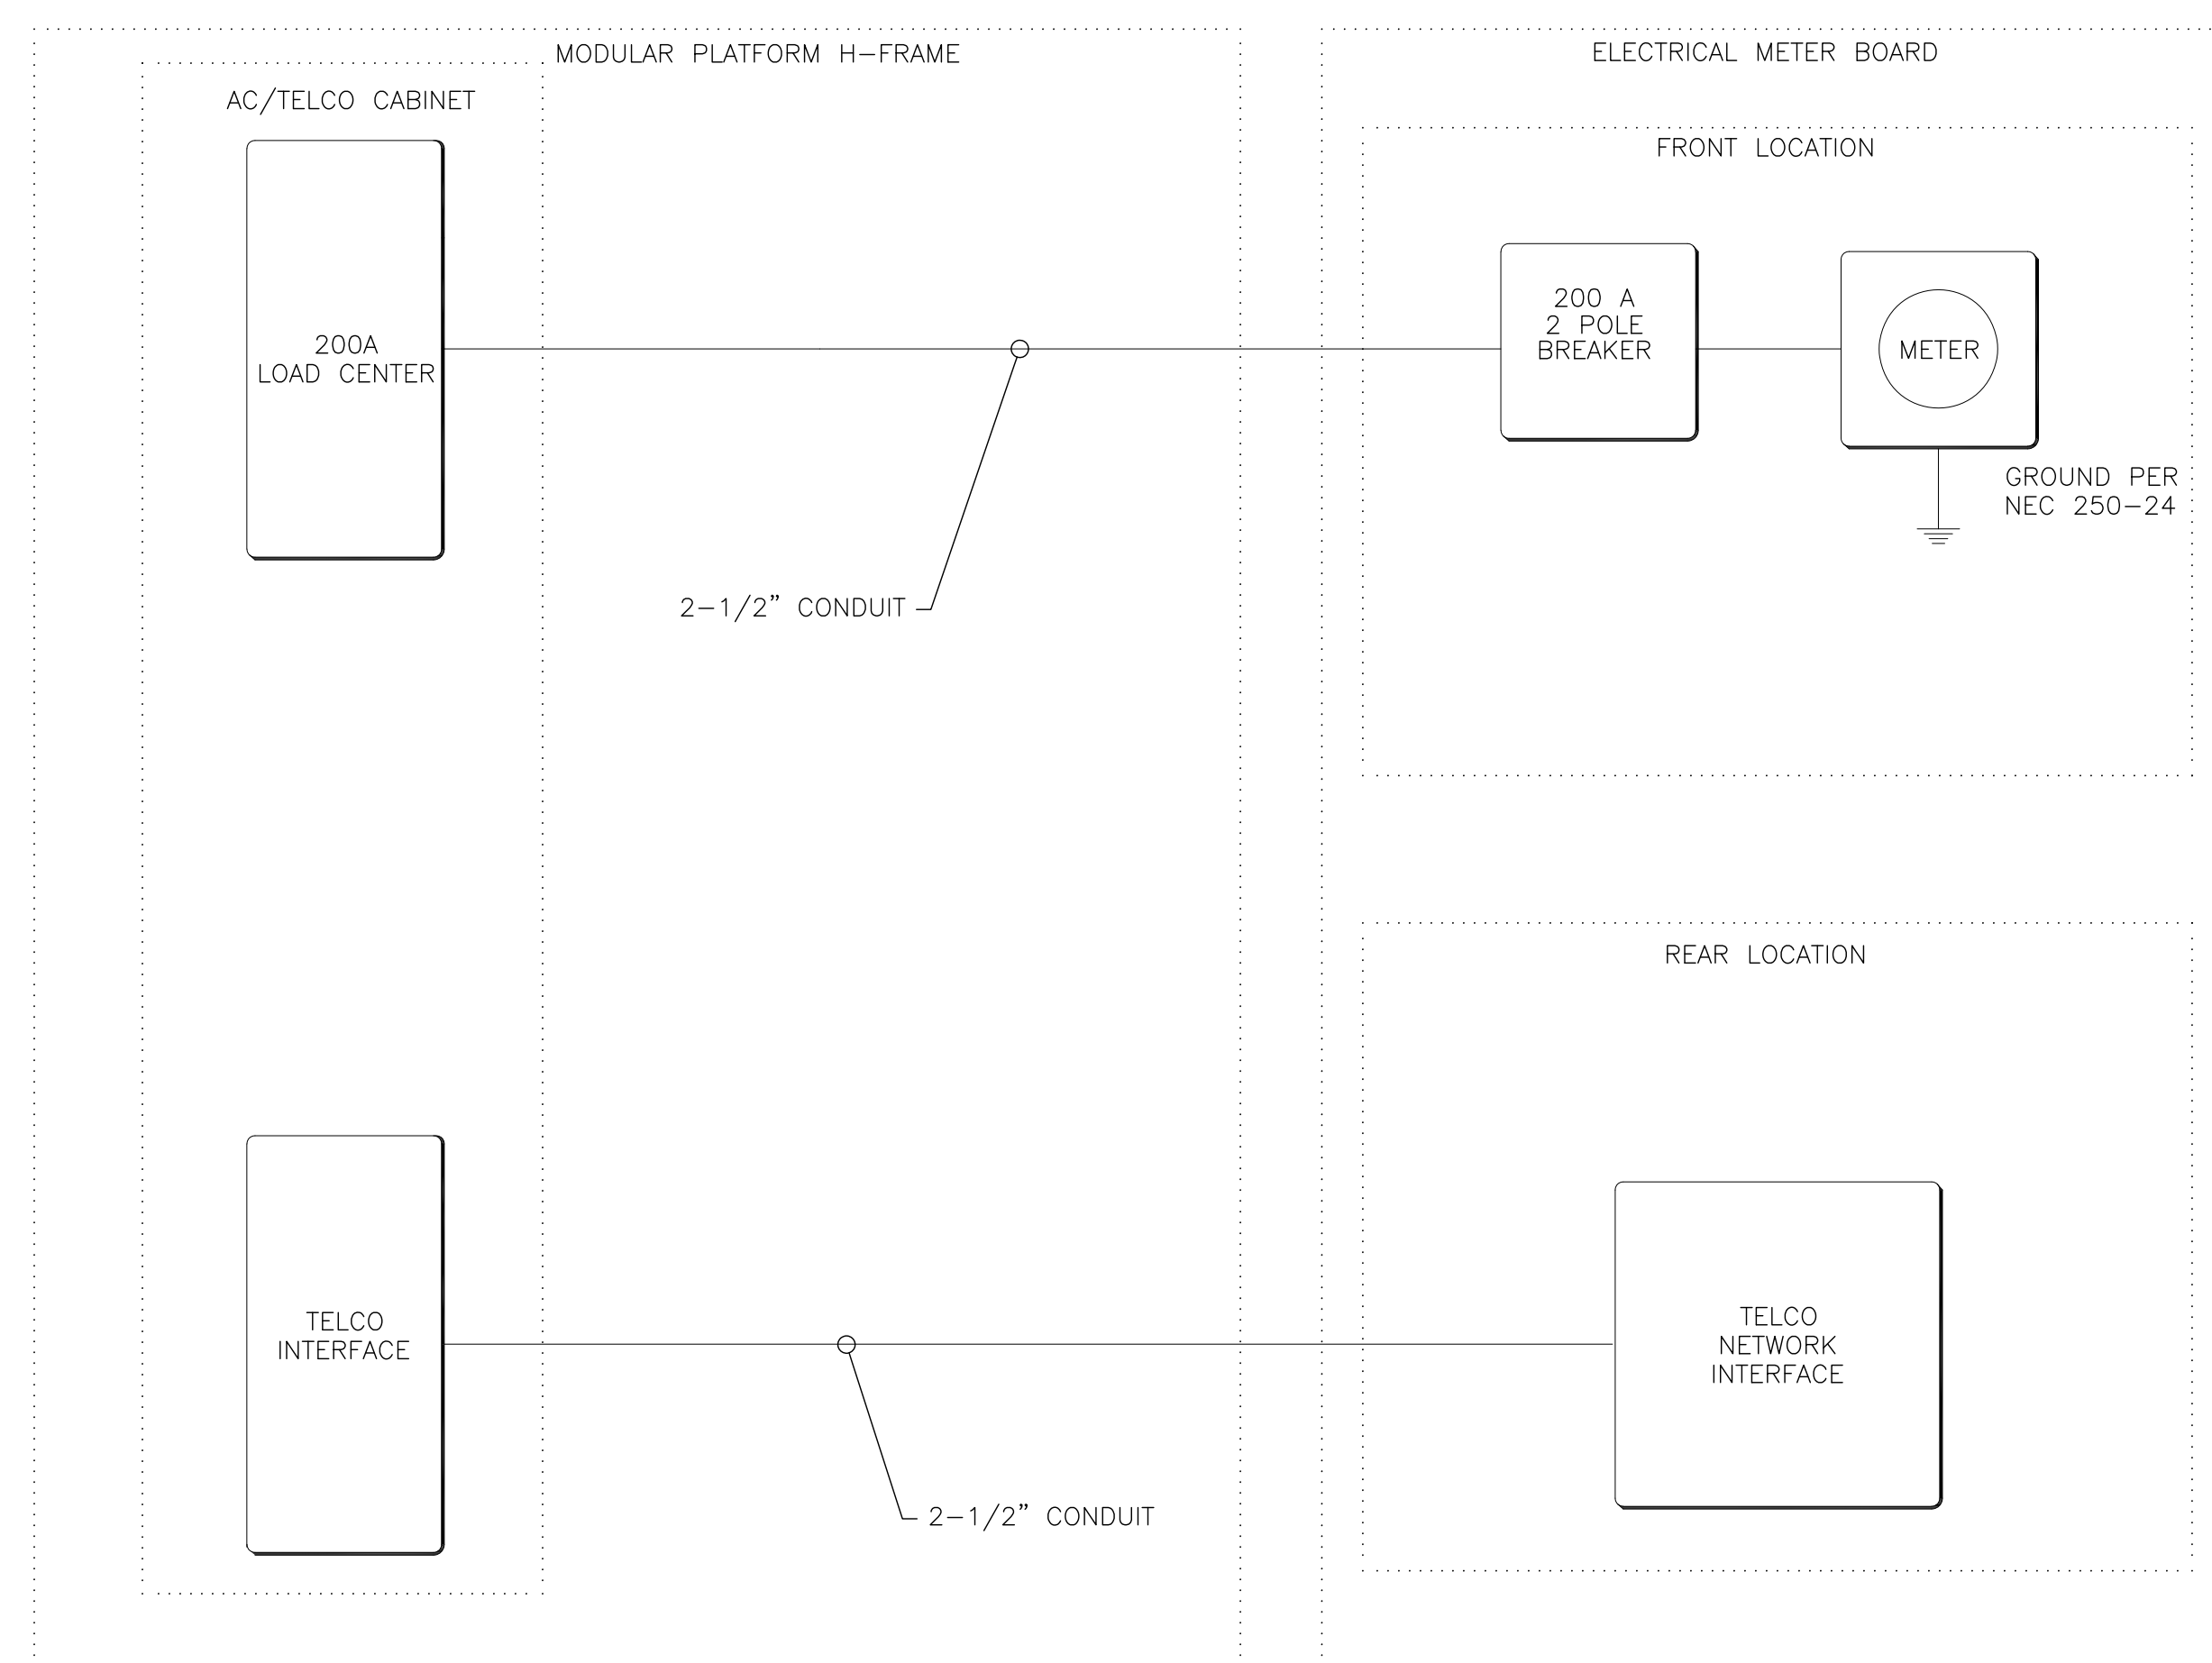 MODULAR PLATFORM H-FRAME
ELECTRICAL METER BOARD
AC/TELCO CABINET
FRONT LOCATION
200A
LOAD CENTER
200 A
2 POLE
BREAKER
METER
GROUND PER
NEC 250-24
2-1/2" CONDUIT
REAR LOCATION
TELCO
INTERFACE
TELCO
NETWORK
INTERFACE
2-1/2" CONDUIT